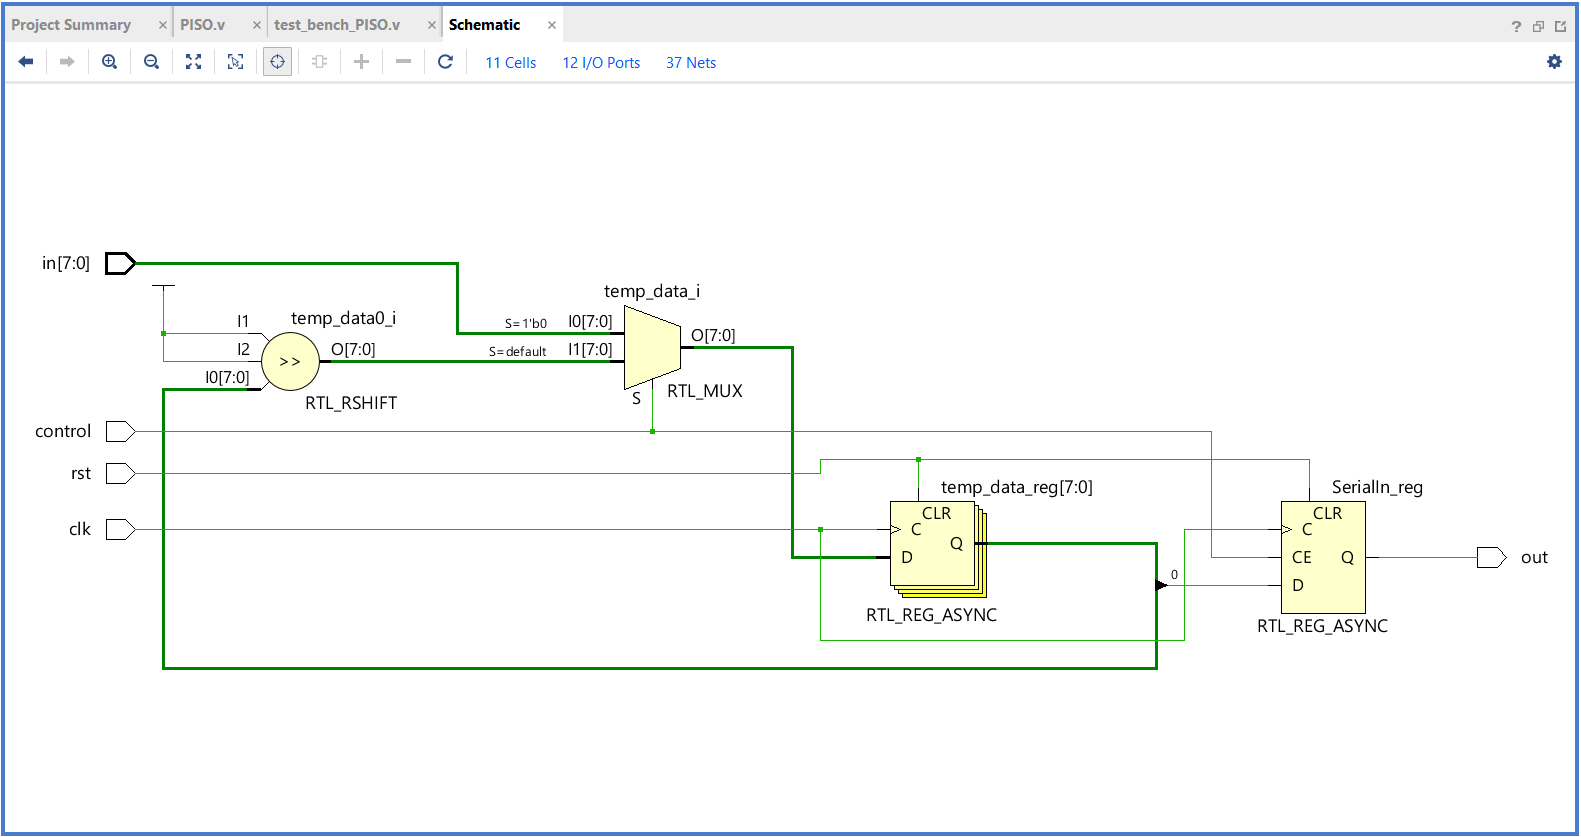 Project Summary × PISO.v × test_bench_PISO.v × Schematic × ?
11 Cells 12 I/O Ports 37 Nets
in[7:0]
temp_data_i
I1 temp_data0_i S=1'b0 I0[7:0]
I2 O[7:0] S=default I1[7:0] O[7:0]
>>
I0[7:0]
RTL_RSHIFT S RTL_MUX
control
rst
temp_data_reg[7:0] SerialIn_reg
CLR CLR
clk C C
Q
D CE Q out
0
D
RTL_REG_ASYNC
RTL_REG_ASYNC